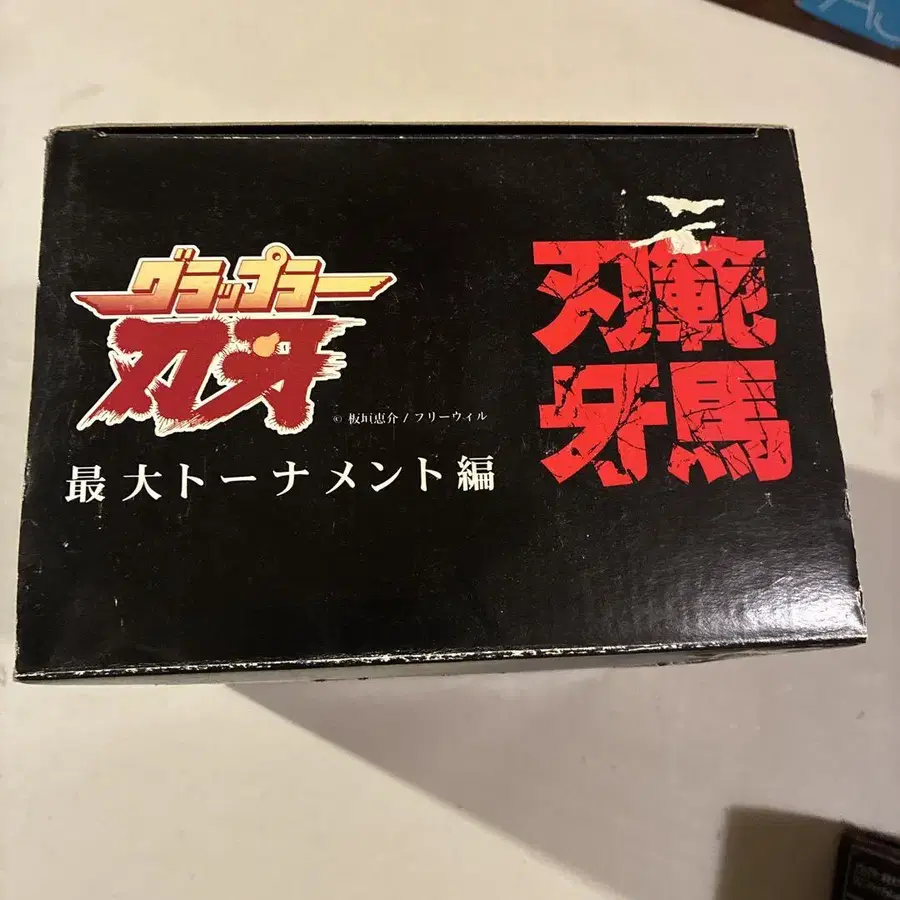 グラップラー
刃牙
© 板垣恵介 / フリーウィル
最大トーナメント編
範馬
刃牙